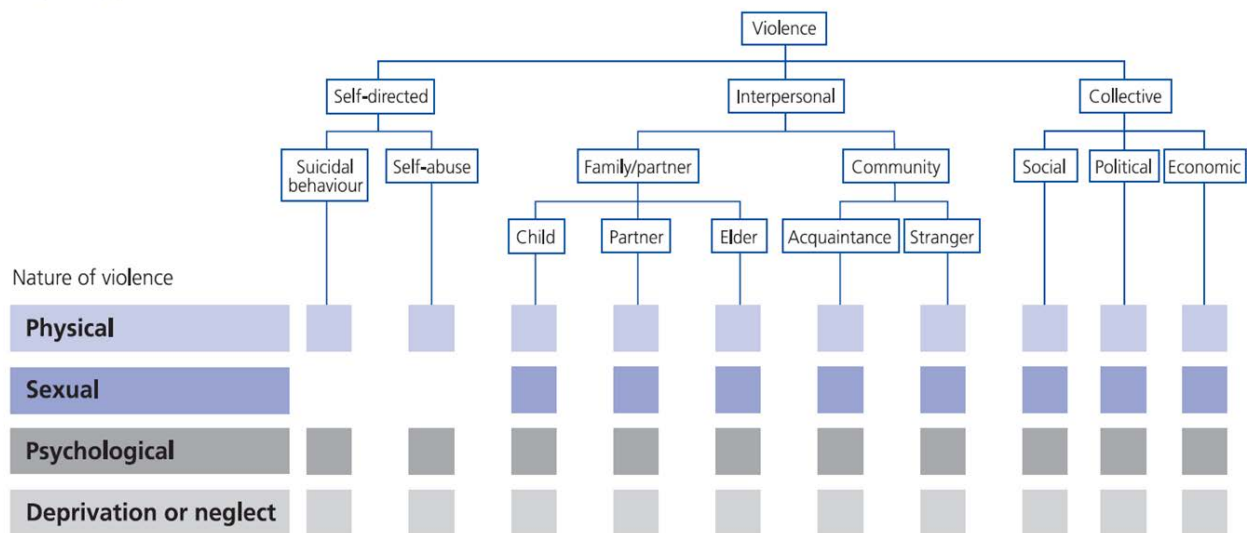 Violence
Self-directed
Interpersonal
Collective
Suicidal
behaviour
Self-abuse
Family/partner
Community
Social
Political
Economic
Child
Partner
Elder
Acquaintance
Stranger
Nature of violence
Physical
Sexual
Psychological
Deprivation or neglect